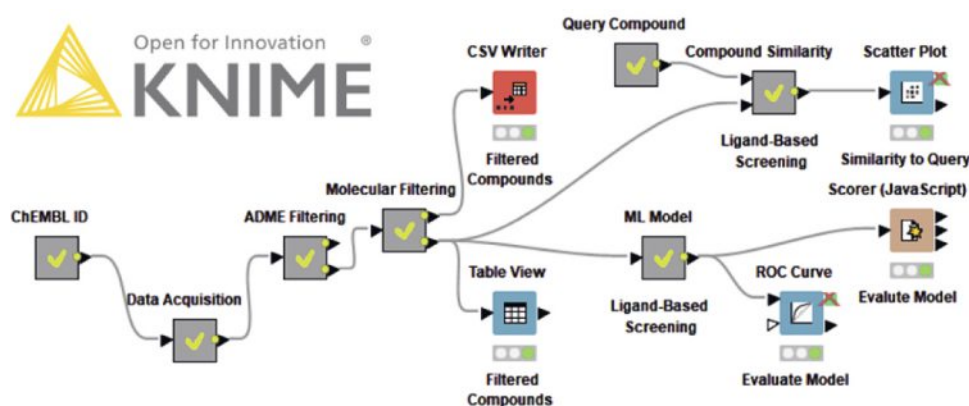 Open for Innovation ®
KNIME
Query Compound
CSV Writer
Compound Similarity
Scatter Plot
Filtered
Compounds
Ligand-Based
Screening
Similarity to Query
Molecular Filtering
Scorer (JavaScript)
ChEMBL ID
ADME Filtering
ML Model
Data Acquisition
Table View
ROC Curve
Ligand-Based
Screening
Evalute Model
Filtered
Compounds
Evaluate Model